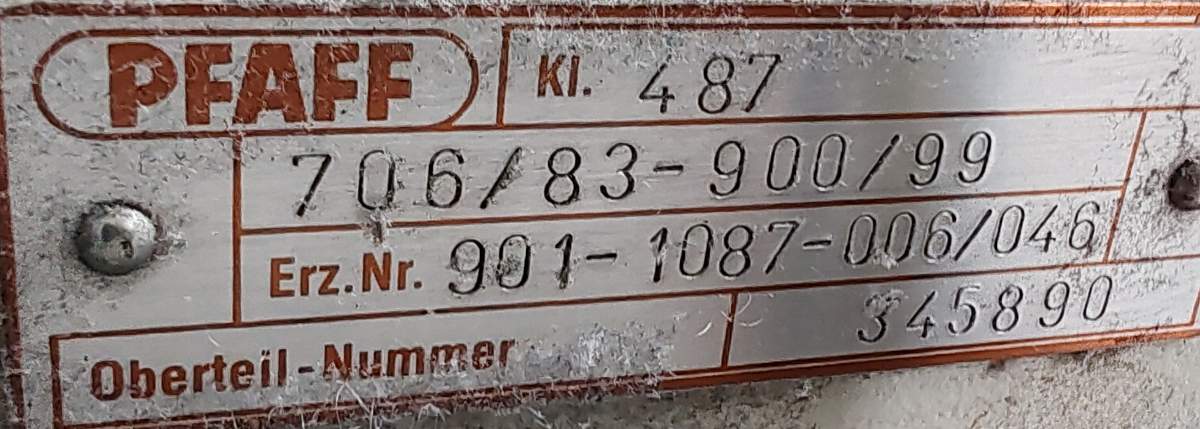 PFAFF Kl. 487
706/83-900/99
Erz.Nr. 901-1087-006/046
Oberteil-Nummer 345890